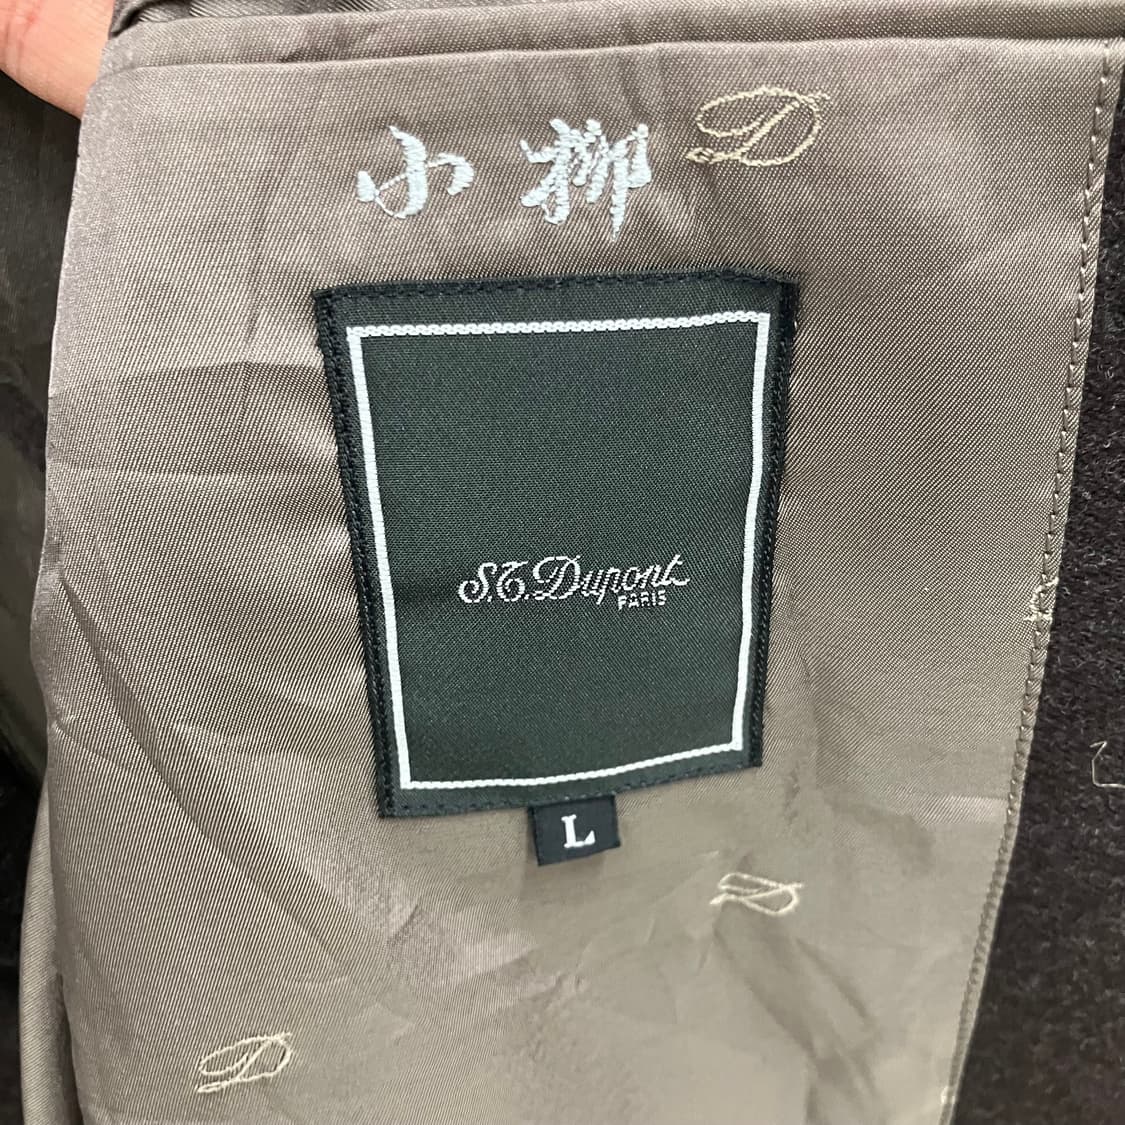 小柳 D
S.T. Dupont
PARIS
L
D
D